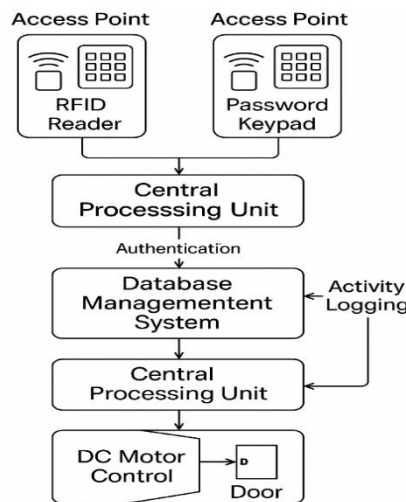 Access Point
Access Point
RFID
Reader
Password
Keypad
Central
Processsing Unit
Authentication
Database
Managementent
System
Activity
Logging
Central
Processing Unit
DC Motor
Control
D
Door